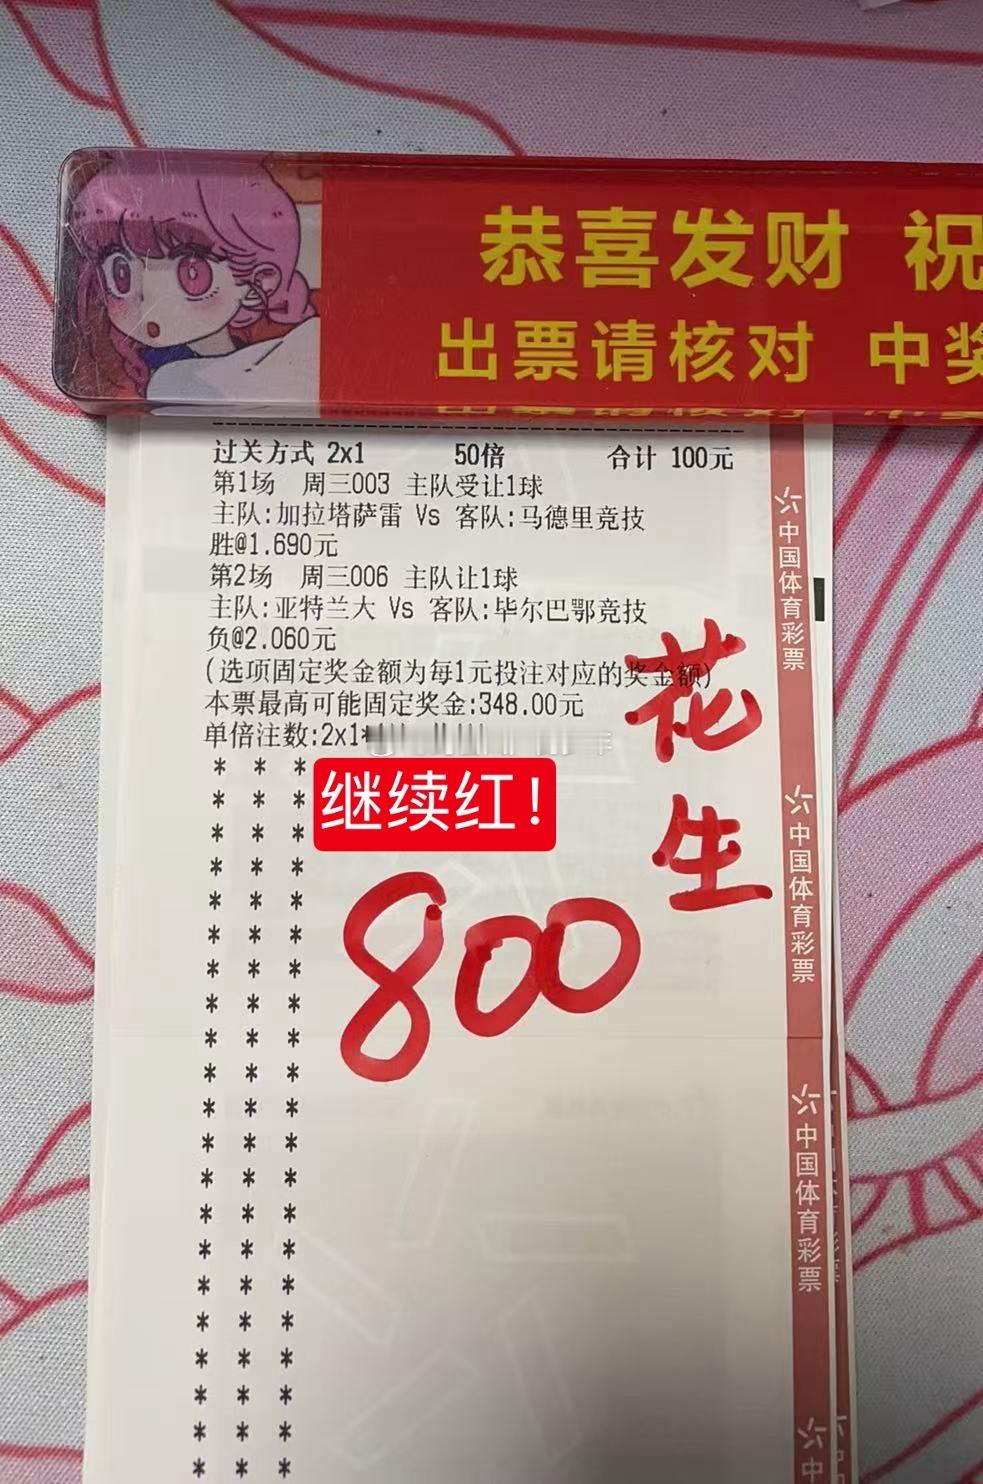 恭喜发财 祝
出票请核对 中奖
过关方式 2x1 50倍 合计 100元
第1场 周三003 主队受让1球
主队:加拉塔萨雷 Vs 客队:马德里竞技
胜@1.690元
第2场 周三006 主队让1球
主队:亚特兰大 Vs 客队:毕尔巴鄂竞技
负@2.060元
(选项固定奖金额为每1元投注对应的奖金额)
本票最高可能固定奖金:348.00元
单倍注数:2x1*
继续红!
花生
800
中国体育彩票
中国体育彩票
中国体育彩票
中